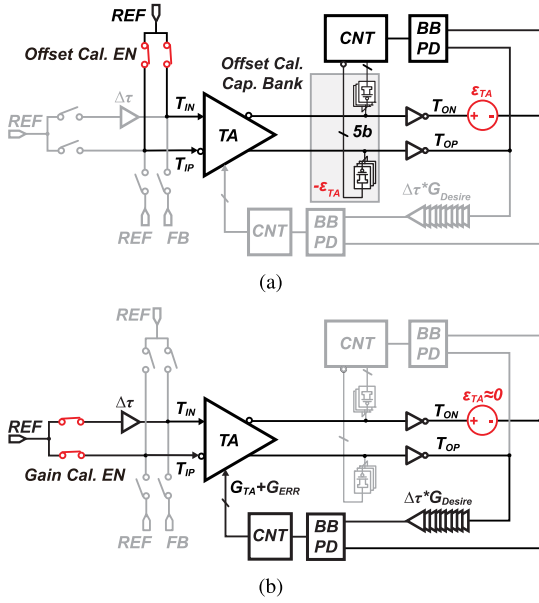 REF
Offset Cal. EN
Offset Cal.
Cap. Bank
CNT
BB
PD
Δτ
T_IN
T_ON
ε_TA
+ -
REF
TA
5b
T_IP
T_OP
-ε_TA
Δτ*G_Desire
REF
FB
CNT
BB
PD
(a)
REF
CNT
BB
PD
Δτ
T_IN
T_ON
ε_TA≈0
+ -
REF
TA
Gain Cal. EN
T_IP
T_OP
G_TA+G_ERR
Δτ*G_Desire
REF
FB
CNT
BB
PD
(b)